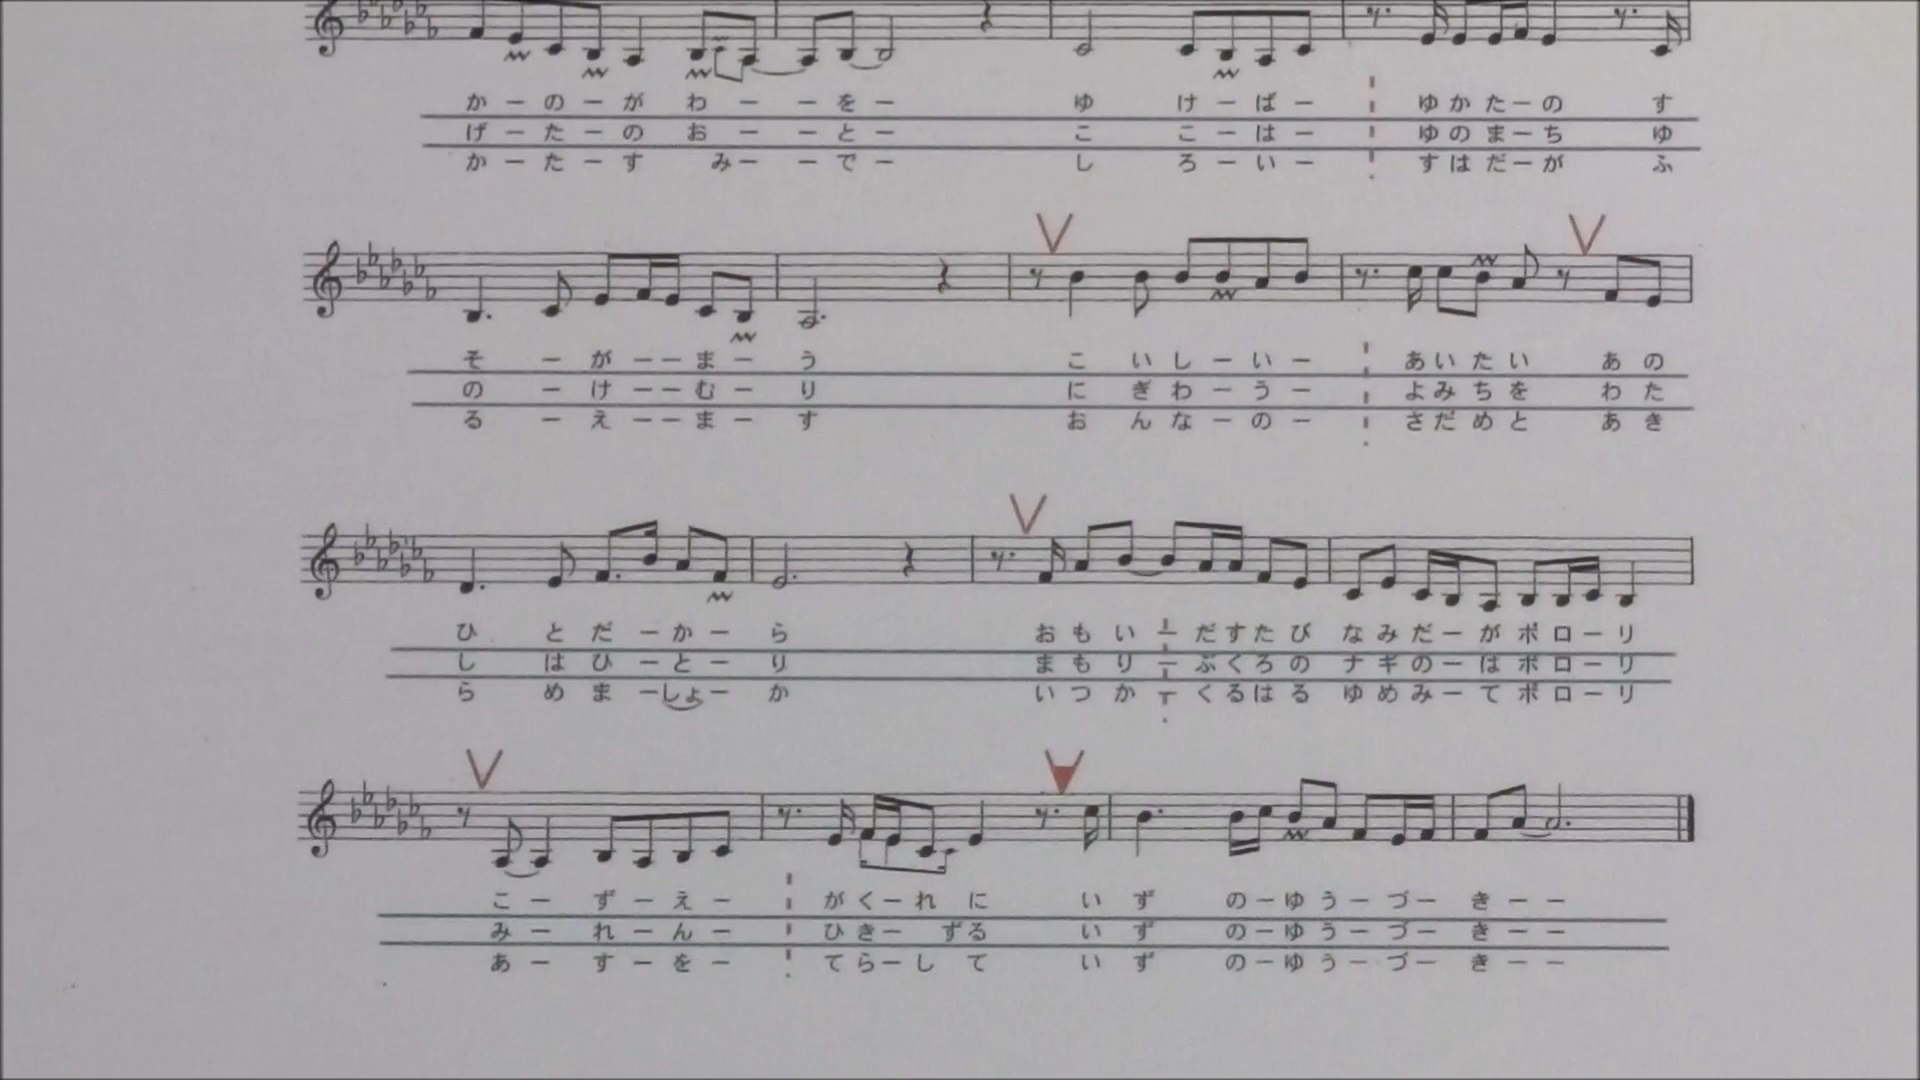 かーのーがわーーをーゆけーばーゆかたーのす
げーたーのおーーとーここーはーゆのまーちゆ
かーたーすみーーでーしろーいーすはだーがふ
そーがーーまーうこいしーいーあいたいあの
のーけーーむーりにぎわーうーよみちをわた
るーえーーまーすおんなーのーさだめとあき
ひとだーかーらおもいーだすたびなみだーがポローリ
しはひーとーりまもりーぶくろのナギのーはポローリ
らめまーしょーかいつかーくるはるゆめみーてポローリ
こーずーえーがくーれにいずのーゆうーづーきーー
みーれーんーひきーずるいずのーゆうーづーきーー
あーすーをーてらーしていずのーゆうーづーきーー